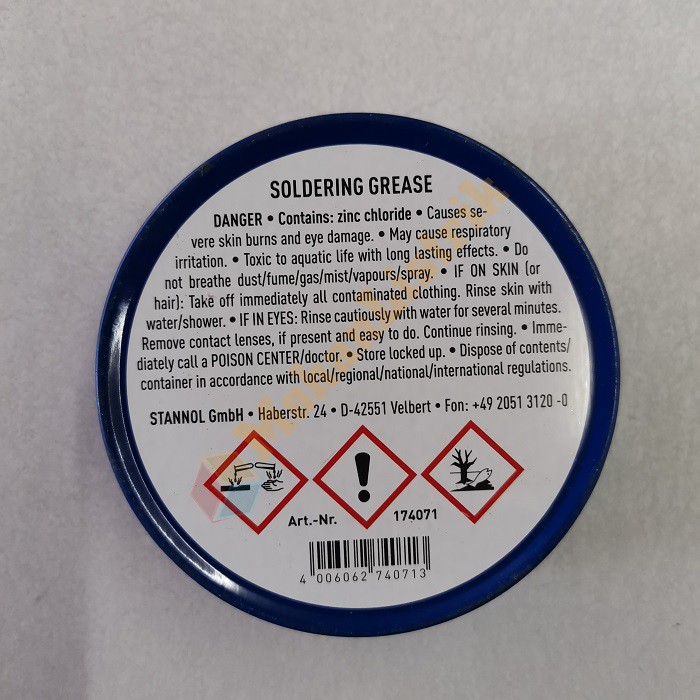 SOLDERING GREASE
DANGER • Contains: zinc chloride • Causes se-
vere skin burns and eye damage. • May cause respiratory
irritation. • Toxic to aquatic life with long lasting effects. • Do
not breathe dust/fume/gas/mist/vapours/spray. • IF ON SKIN (or
hair): Take off immediately all contaminated clothing. Rinse skin with
water/shower. • IF IN EYES: Rinse cautiously with water for several minutes.
Remove contact lenses, if present and easy to do. Continue rinsing. • Imme-
diately call a POISON CENTER/doctor. • Store locked up. • Dispose of contents/
container in accordance with local/regional/national/international regulations.
STANNOL GmbH • Haberstr. 24 • D-42551 Velbert • Fon: +49 2051 3120 -0
Art.-Nr. 174071
4 006062 740713